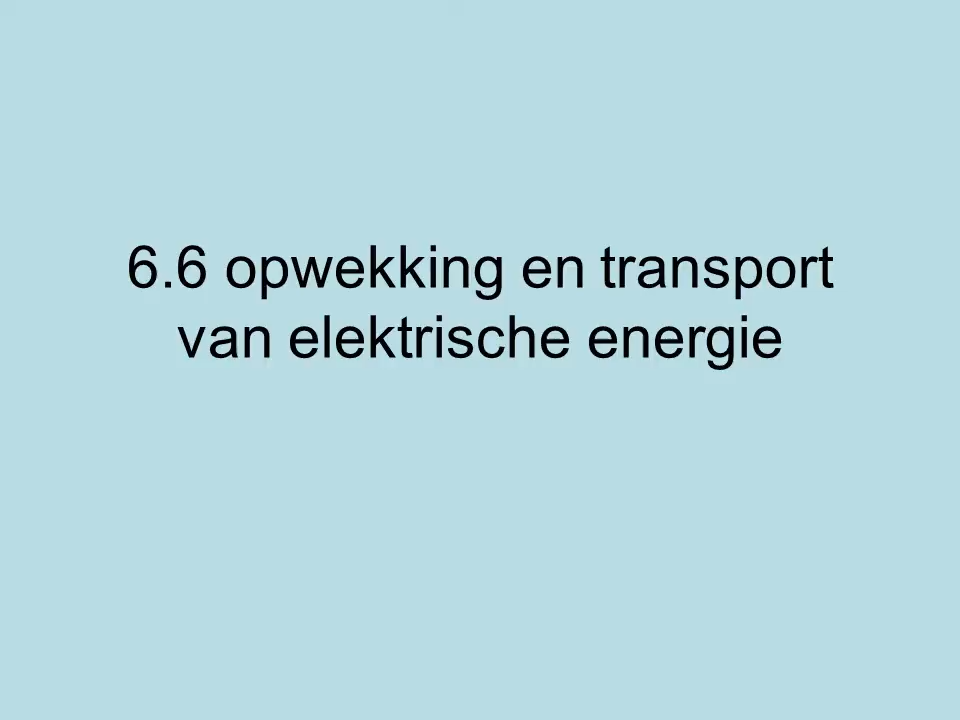 6.6 opwekking en transport
van elektrische energie